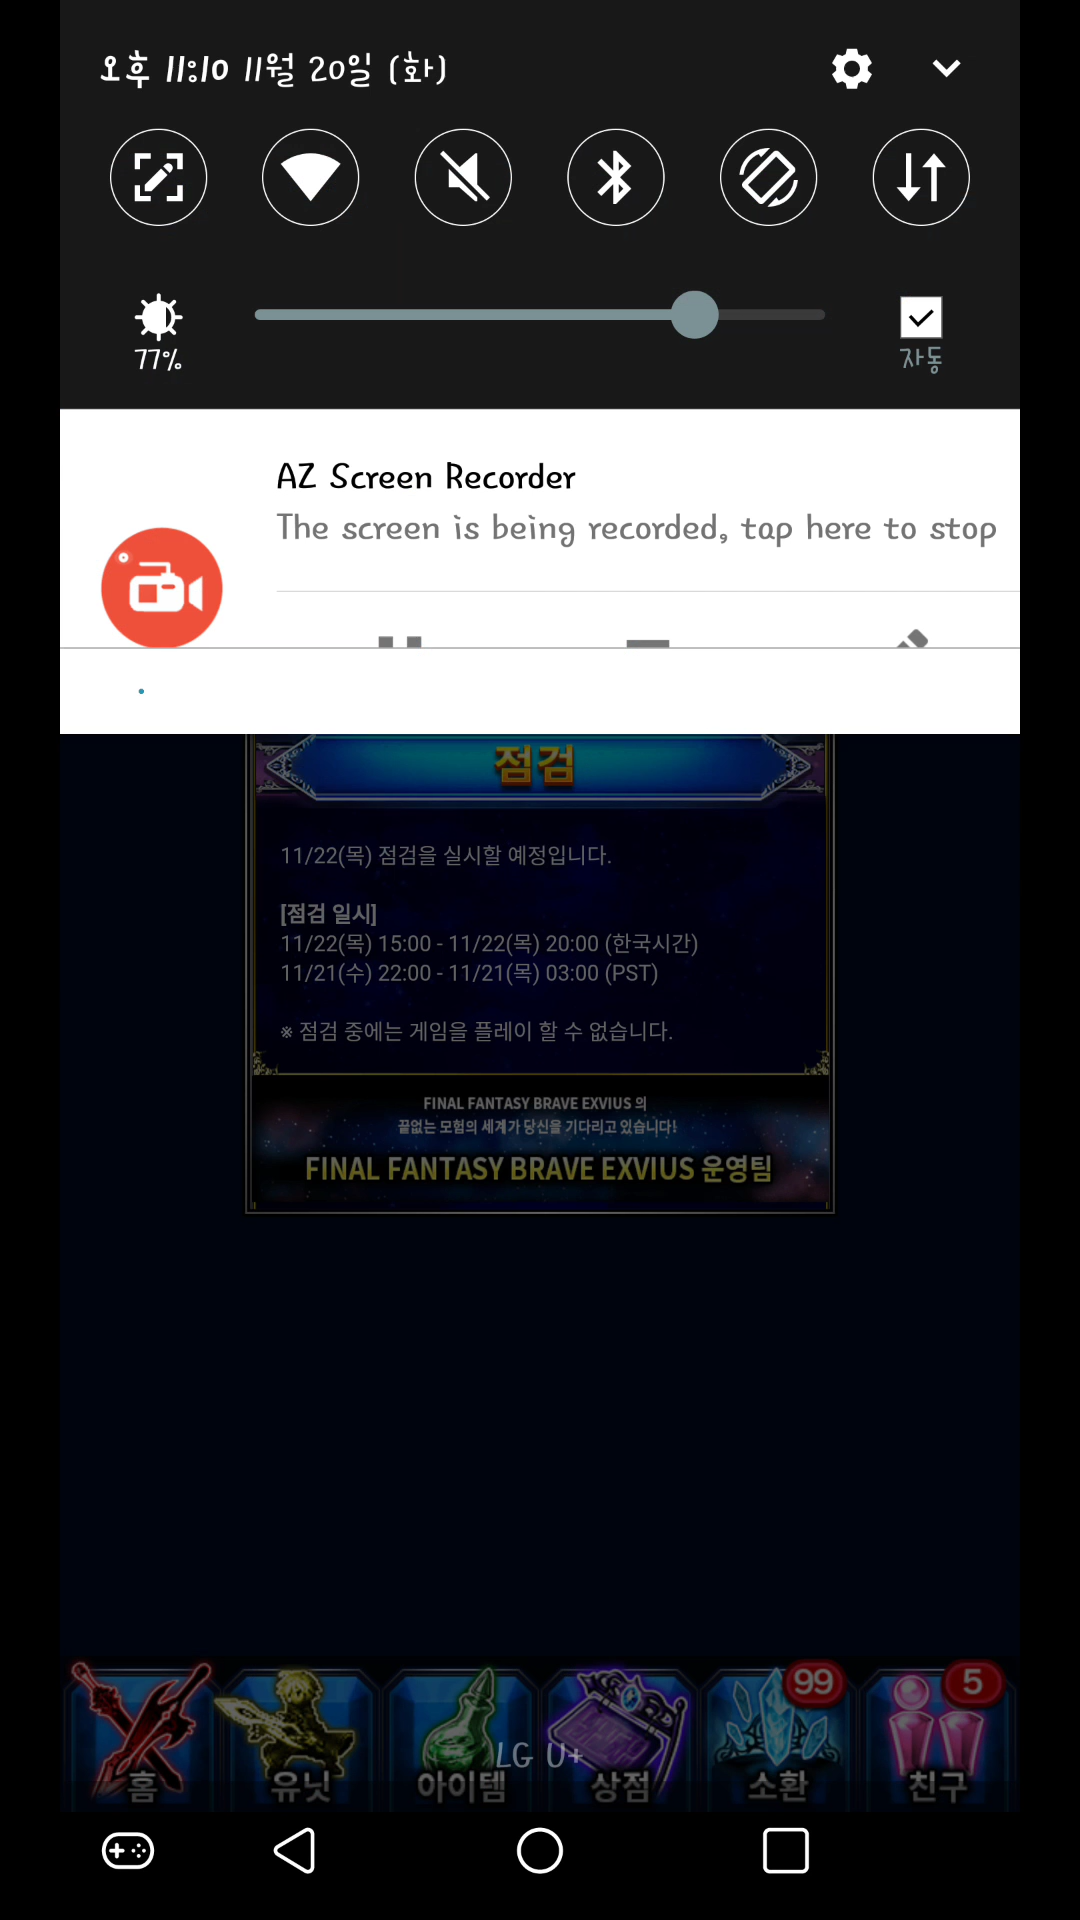 오후 11:10 11월 20일 (화)
77%
자동
AZ Screen Recorder
The screen is being recorded, tap here to stop
점검
11/22(목) 점검을 실시할 예정입니다.
[점검 일시]
11/22(목) 15:00 - 11/22(목) 20:00 (한국시간)
11/21(수) 22:00 - 11/21(목) 03:00 (PST)
※ 점검 중에는 게임을 플레이 할 수 없습니다.
FINAL FANTASY BRAVE EXVIUS 의
끝없는 모험의 세계가 당신을 기다리고 있습니다!
FINAL FANTASY BRAVE EXVIUS 운영팀
99 5
LG U+
홈 유닛 아이템 상점 소환 친구